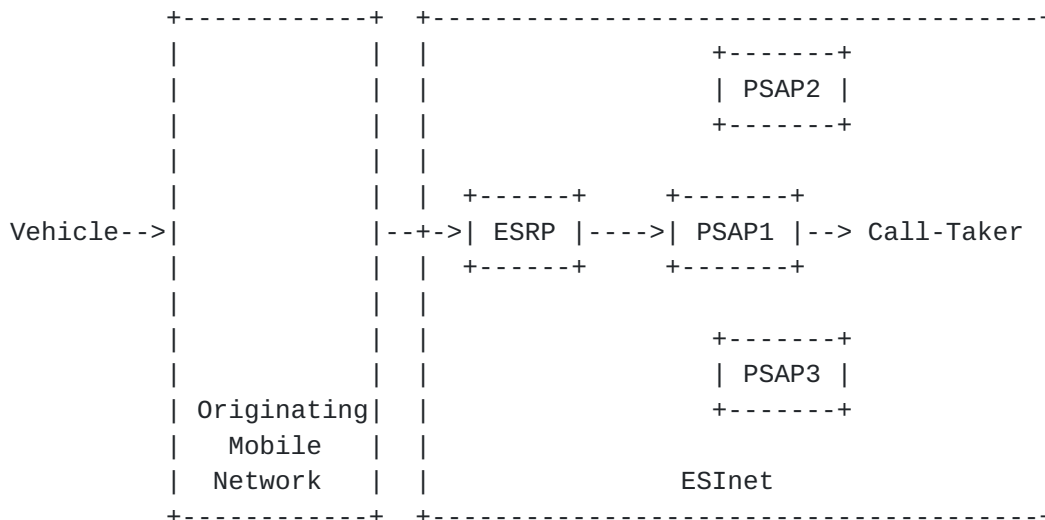 PSAP2
Vehicle-->| |--+->| ESRP |---->| PSAP1 |--> Call-Taker
PSAP3
Originating
Mobile
Network ESInet